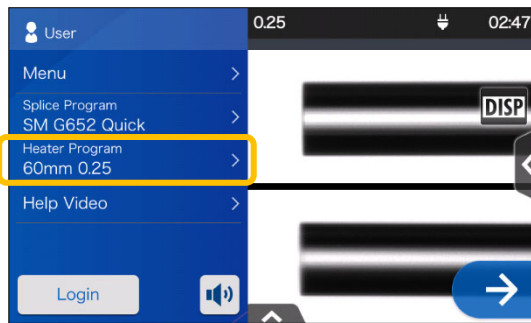 User
0.25
02:47
Menu
Splice Program
SM G652 Quick
DISP
Heater Program
60mm 0.25
Help Video
Login